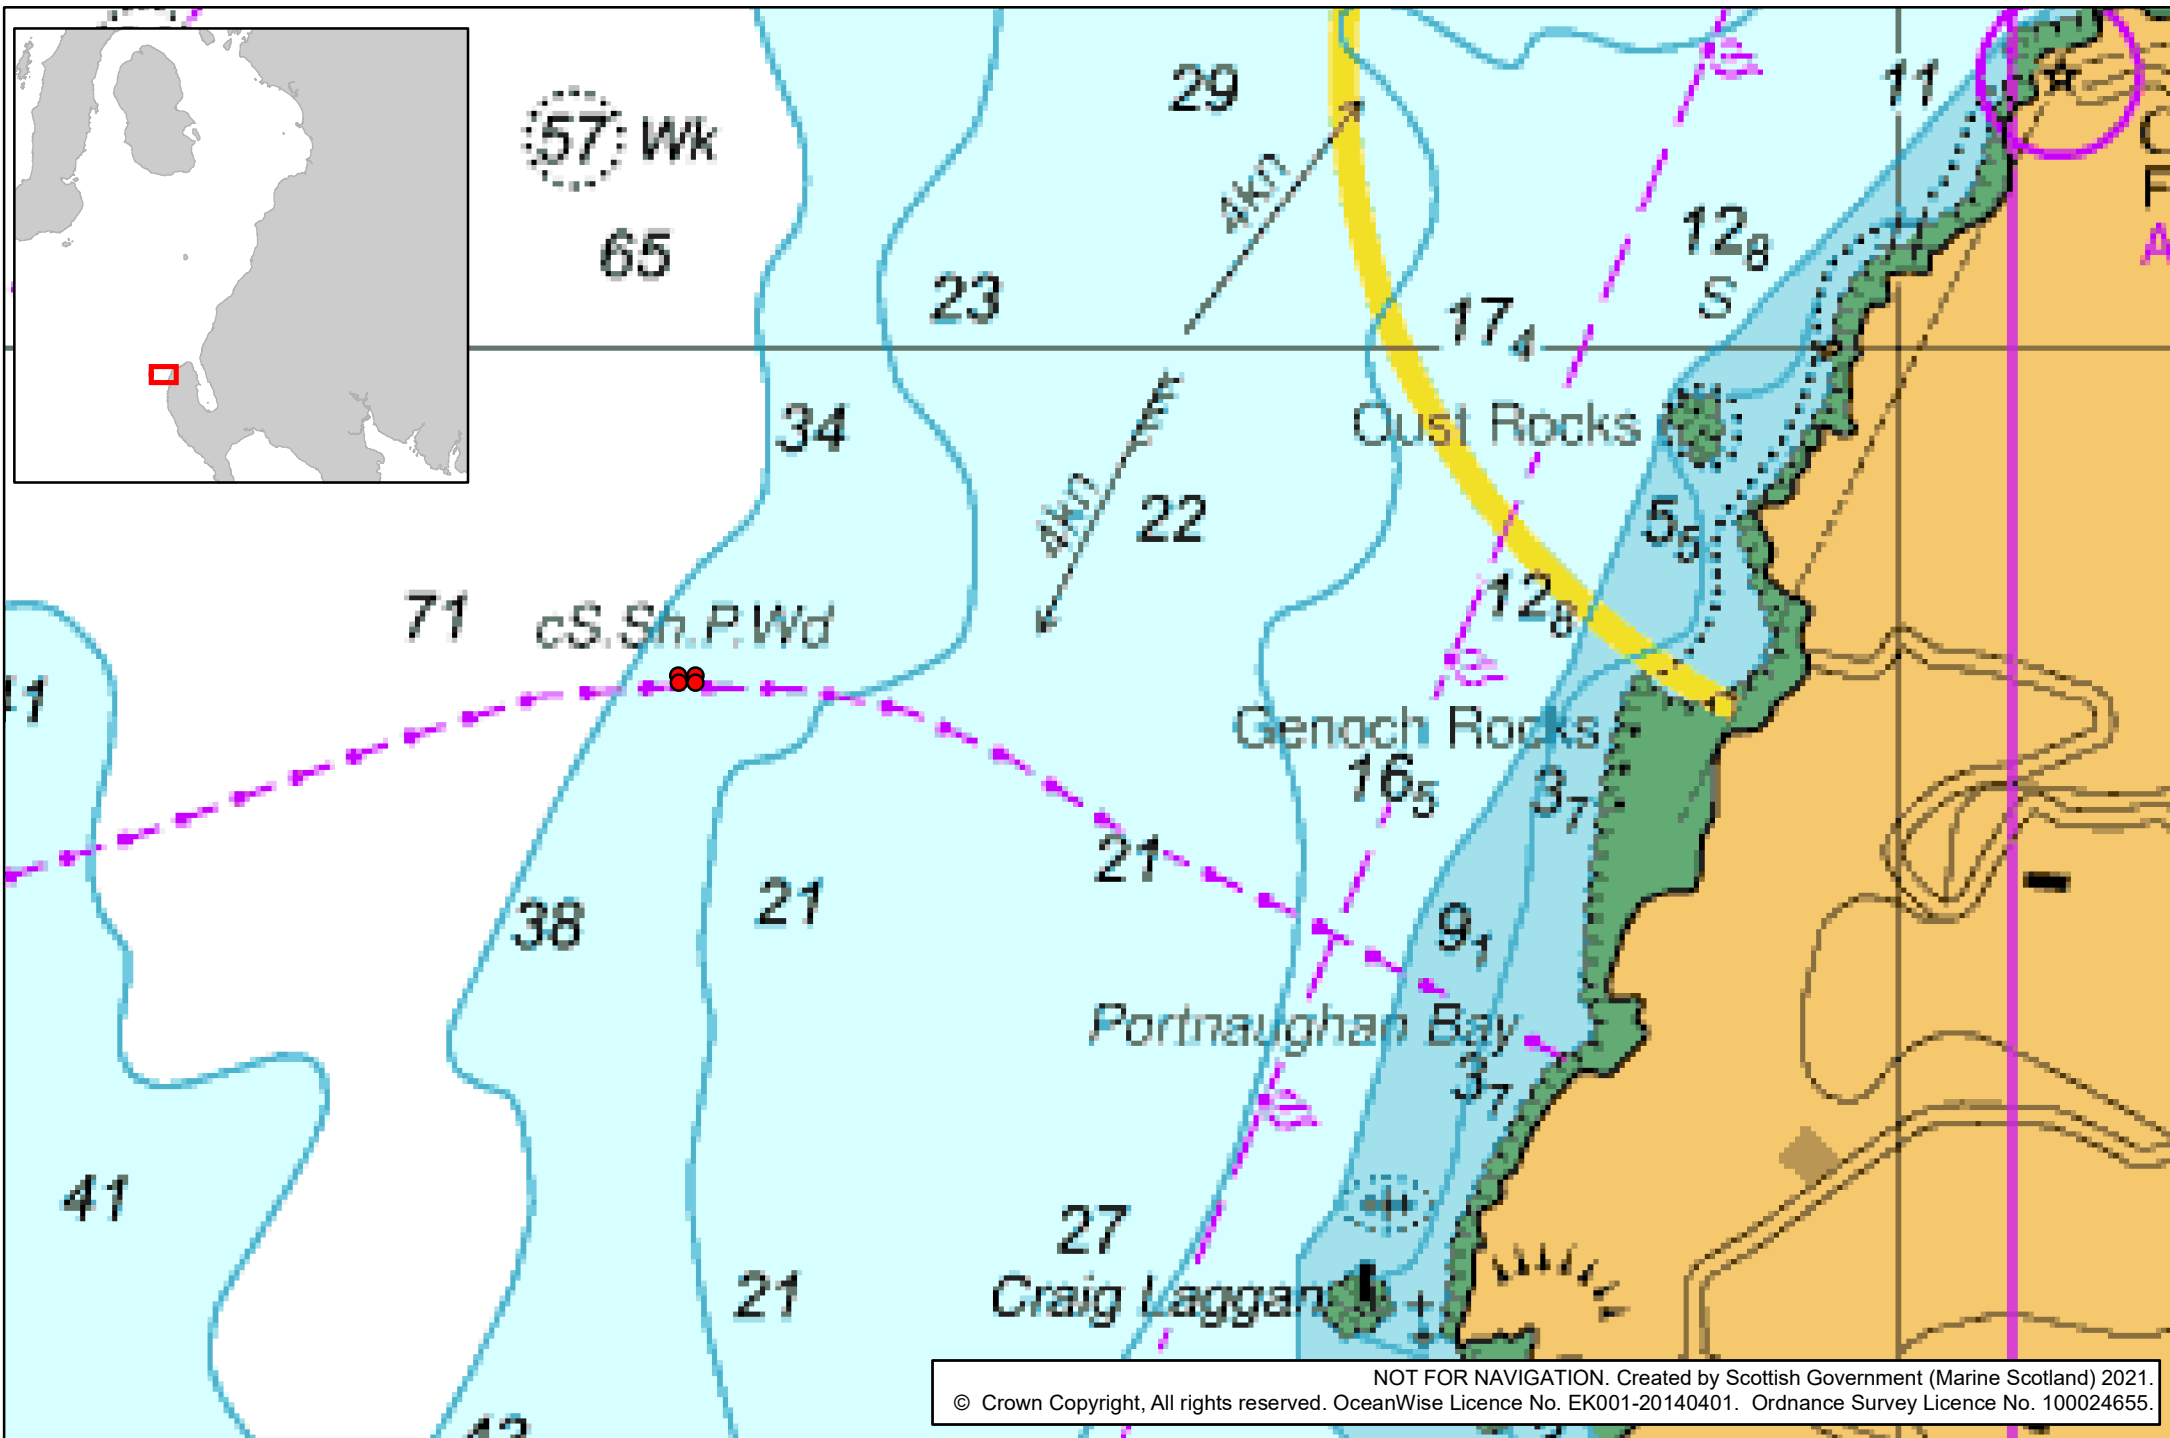 57 Wk
29
11
65
12₈
S
23
17₄
4kn
34
Oust Rocks
4kn
22
5₅
71
cS.Sh.P.Wd
12₈
Genoch Rocks
16₅
3₇
21
21
38
9₁
Portnaughan Bay
3₇
41
27
21
Craig Laggan
NOT FOR NAVIGATION. Created by Scottish Government (Marine Scotland) 2021.
© Crown Copyright, All rights reserved. OceanWise Licence No. EK001-20140401. Ordnance Survey Licence No. 100024655.